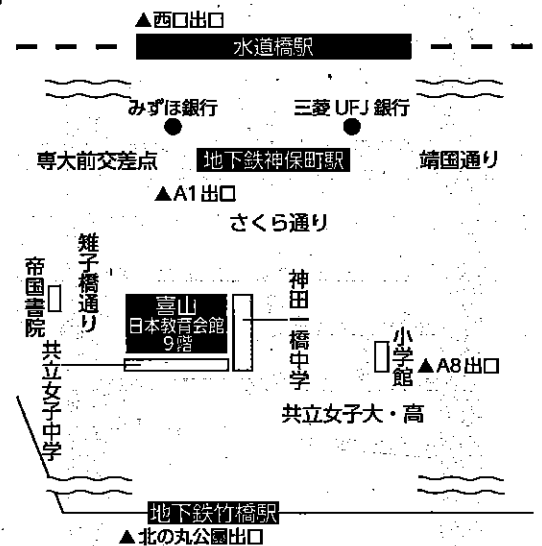 ▲西口出口
水道橋駅
みずほ銀行
三菱UFJ銀行
専大前交差点
地下鉄神保町駅
靖国通り
▲A1出口
さくら通り
雉子橋通り
帝国書院
喜山
日本教育会館
9階
神田一橋中学
小学館
▲A8出口
共立女子中学
共立女子大・高
地下鉄竹橋駅
▲北の丸公園出口